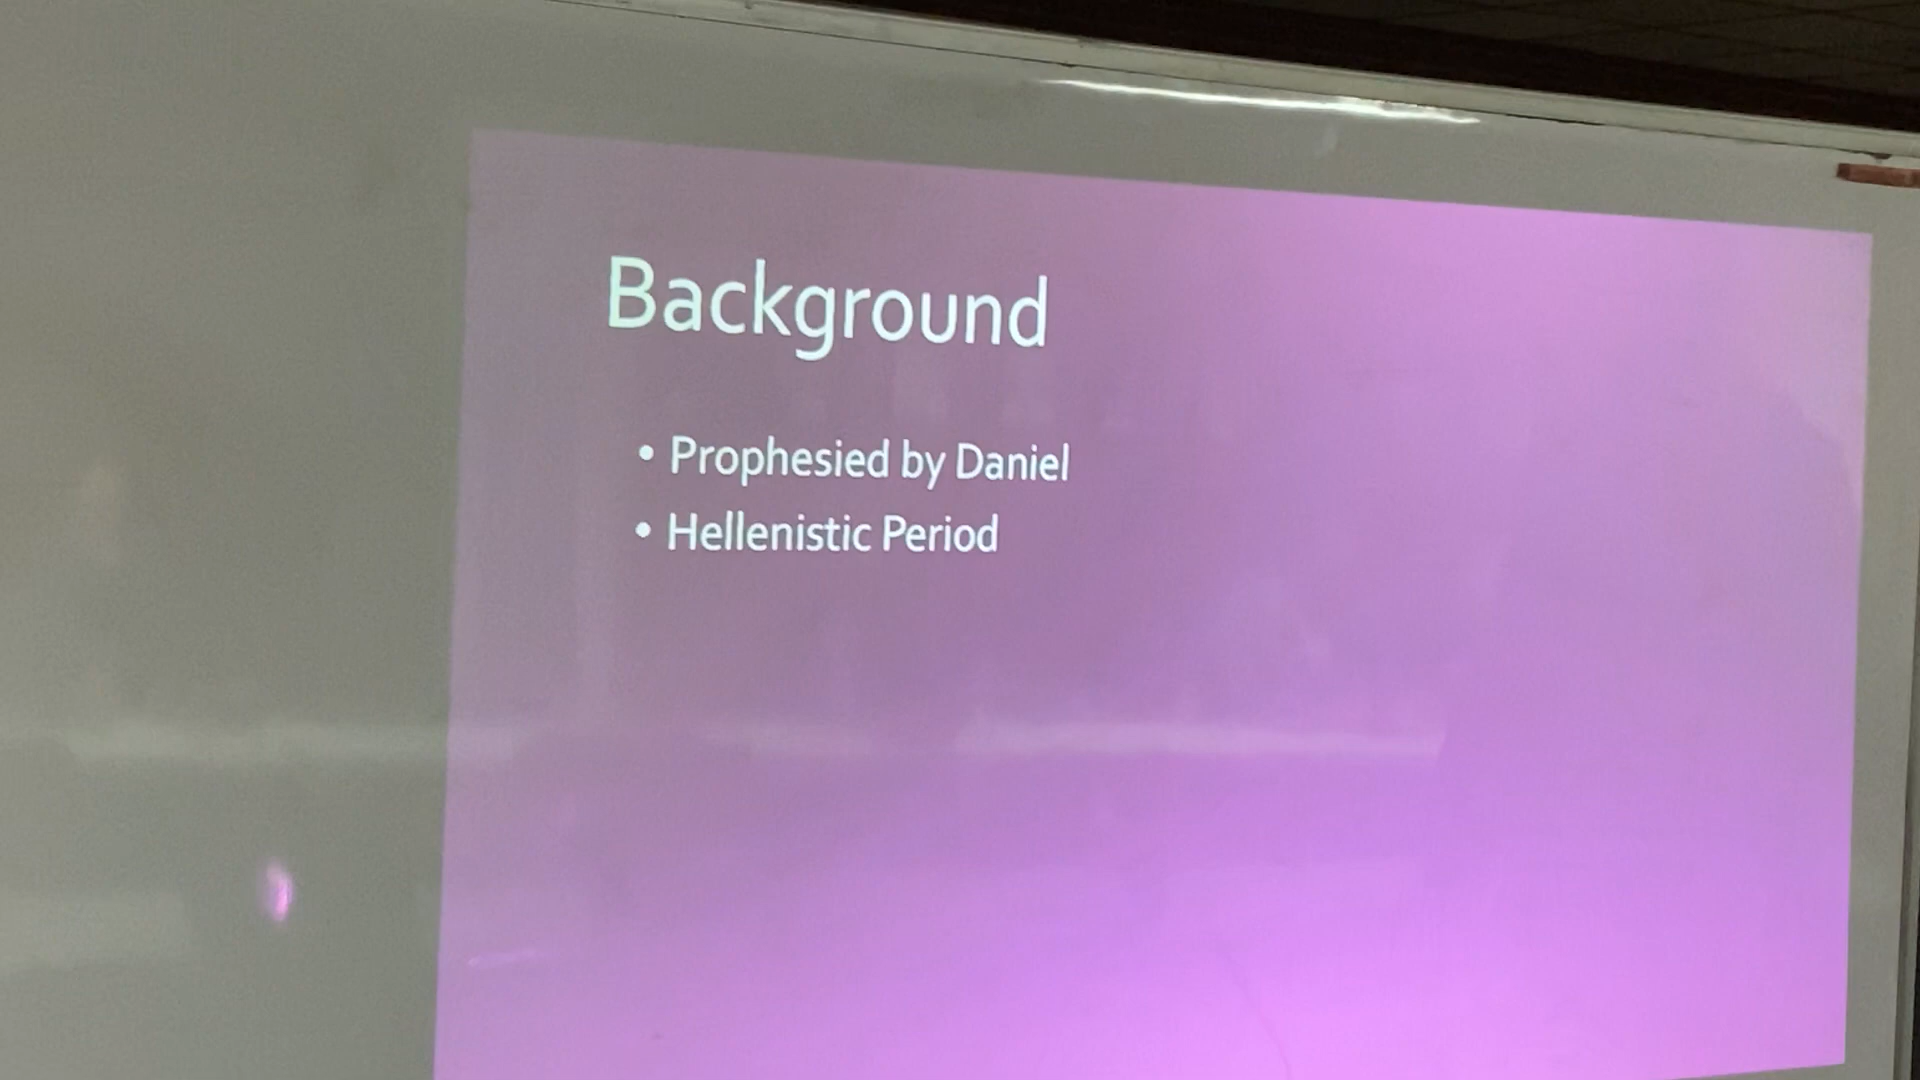 Background
• Prophesied by Daniel
• Hellenistic Period